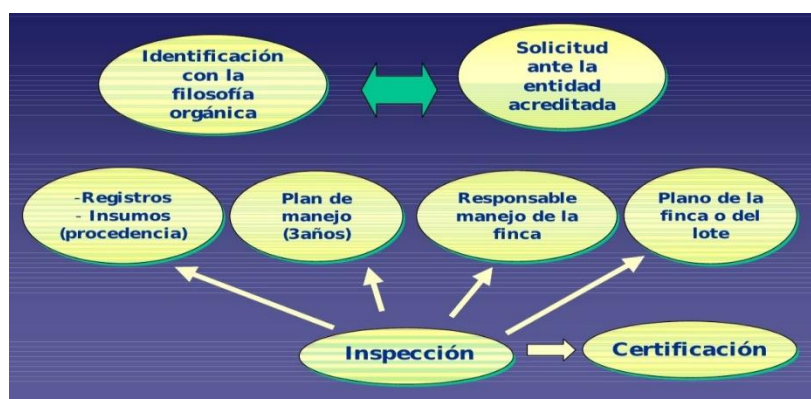 Identificación
con la
filosofía
orgánica
Solicitud
ante la
entidad
acreditada
-Registros
- Insumos
(procedencia)
Plan de
manejo
(3años)
Responsable
manejo de la
finca
Plano de la
finca o del
lote
Inspección
Certificación